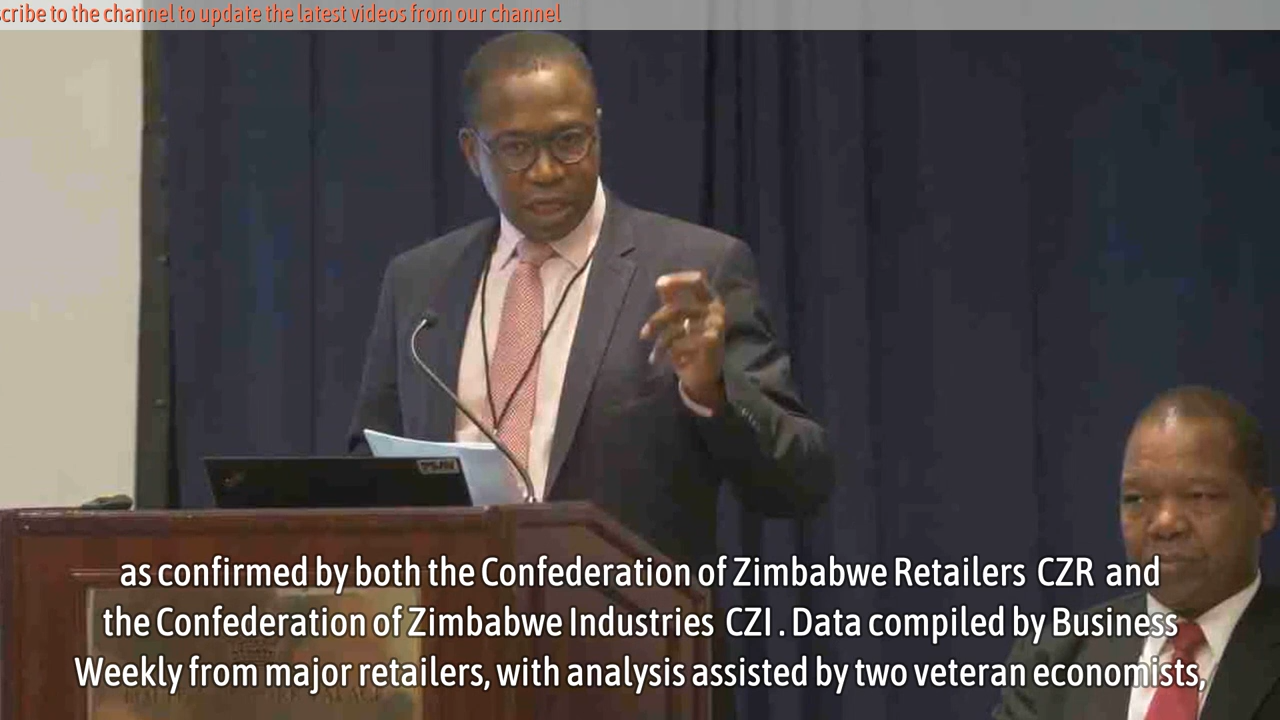 cribe to the channel to update the latest videos from our channel
as confirmed by both the Confederation of Zimbabwe Retailers CZR and
the Confederation of Zimbabwe Industries CZI . Data compiled by Business
Weekly from major retailers, with analysis assisted by two veteran economists,